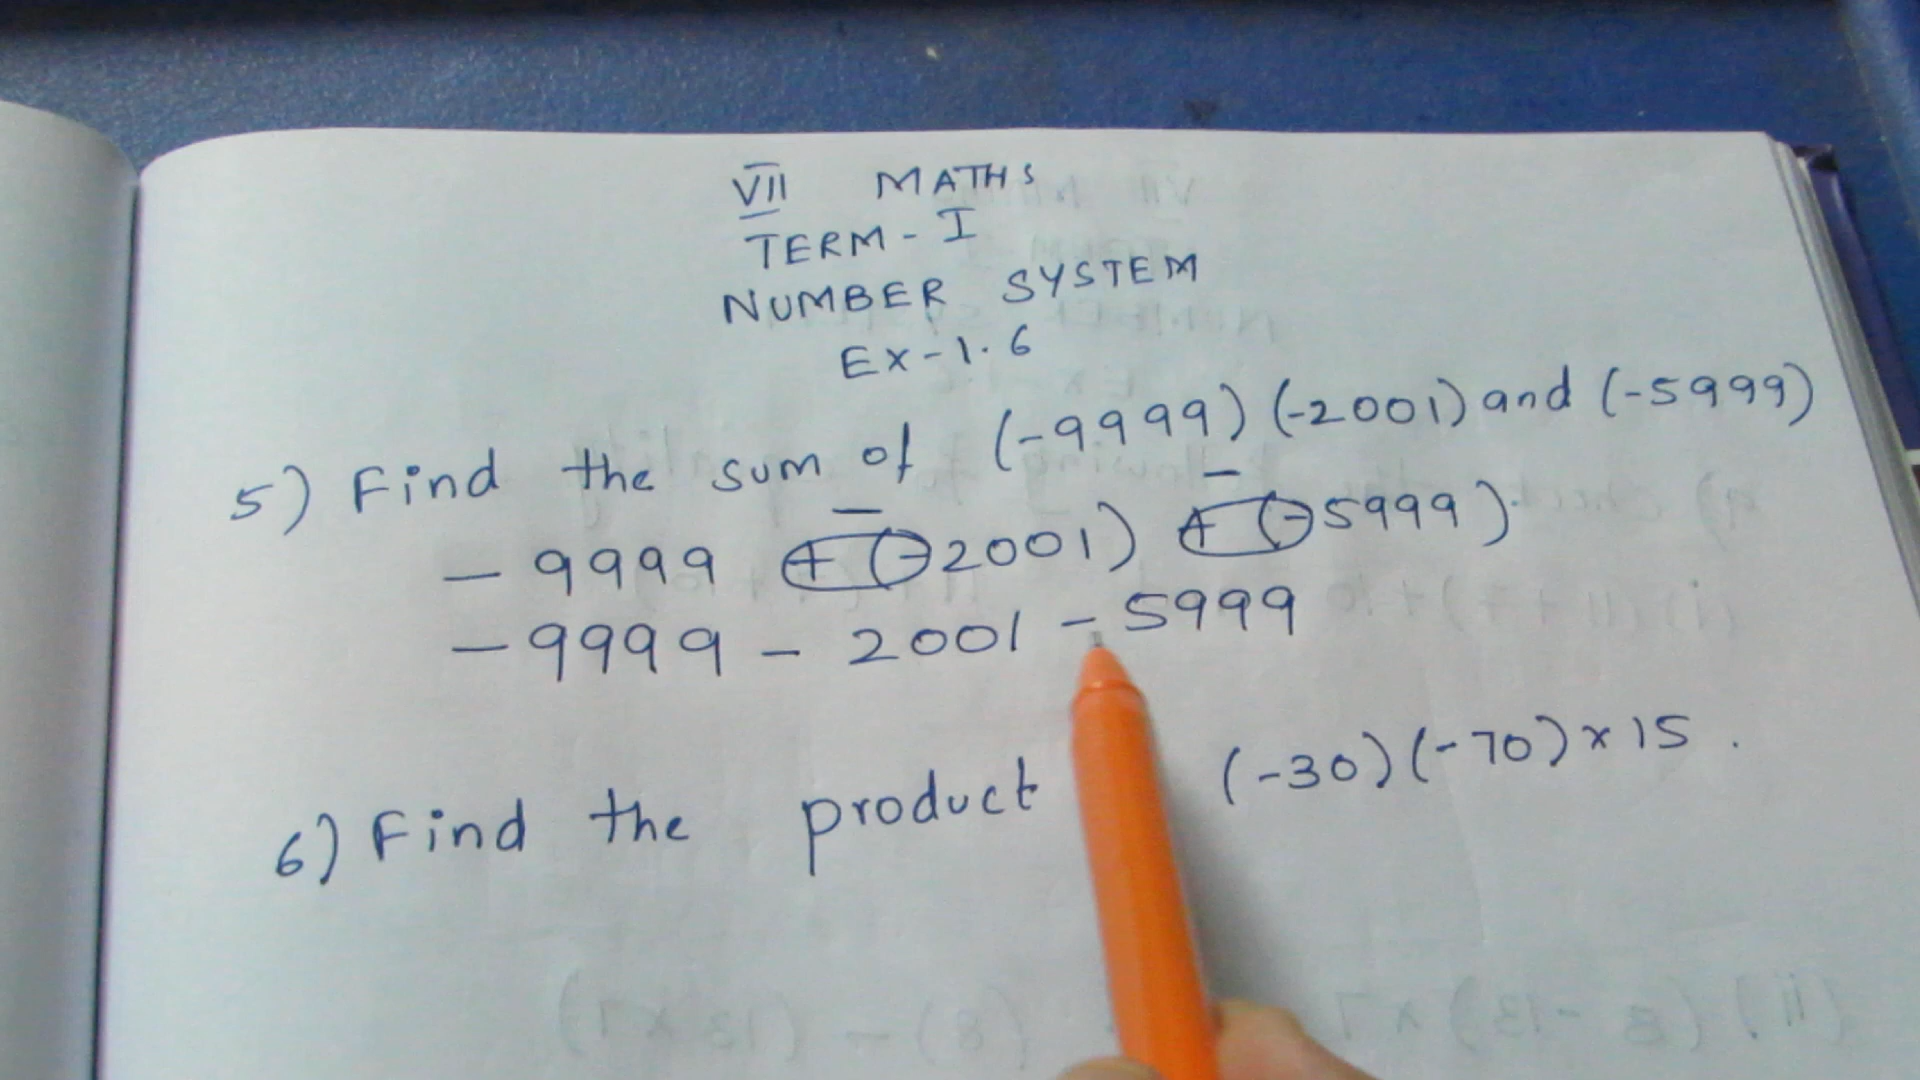 VII MATHS
TERM - I
NUMBER SYSTEM
Ex - 1.6
5) Find the sum of (-9999) (-2001) and (-5999)
- -
- 9999 + (-2001) + (-5999).
- 9999 - 2001 - 5999
6) Find the product (-30)(-70) × 15.